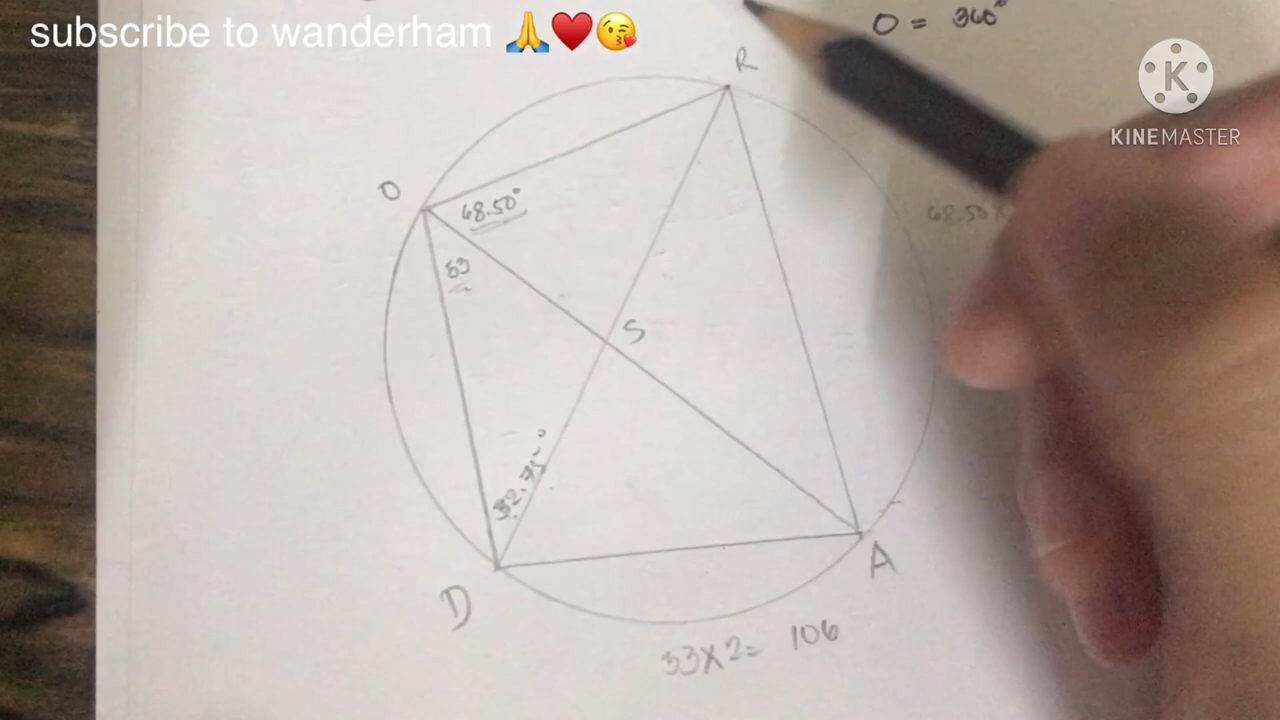 subscribe to wanderham 🙏♥️😘
O = 360°
K
KINEMASTER
R
O
68.50°
53
S
32.75°
D
A
53X2= 106